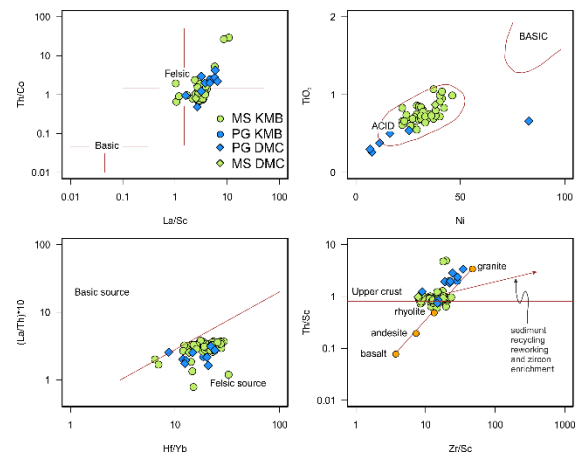 100
10
1
0.1
0.01
Th/Co
Felsic
Basic
MS KMB
PG KMB
PG DMC
MS DMC
0.01
0.1
1
10
100
La/Sc
2
1
0
TiO₂
BASIC
ACID
0
50
100
Ni
100
10
1
(La/Th)*10
Basic source
Felsic source
1
10
100
Hf/Yb
10
1
0.1
0.01
Th/Sc
Upper crust
granite
rhyolite
andesite
basalt
sediment
recycling
reworking
and zircon
enrichment
1
10
100
1000
Zr/Sc